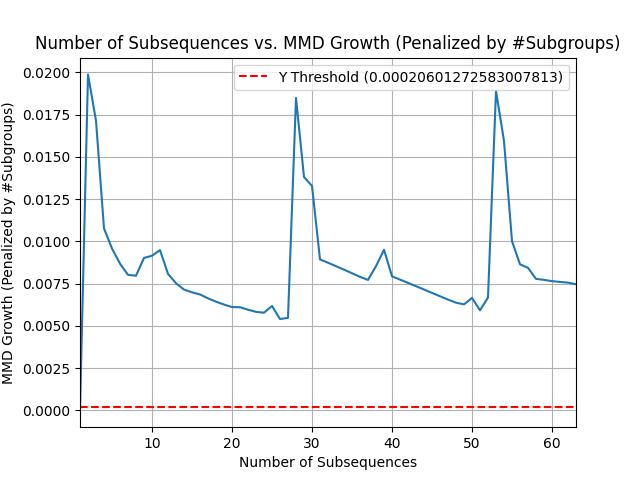 Number of Subsequences vs. MMD Growth (Penalized by #Subgroups)
Y Threshold (0.00020601272583007813)
MMD Growth (Penalized by #Subgroups)
0.0200
0.0175
0.0150
0.0125
0.0100
0.0075
0.0050
0.0025
0.0000
10 20 30 40 50 60
Number of Subsequences